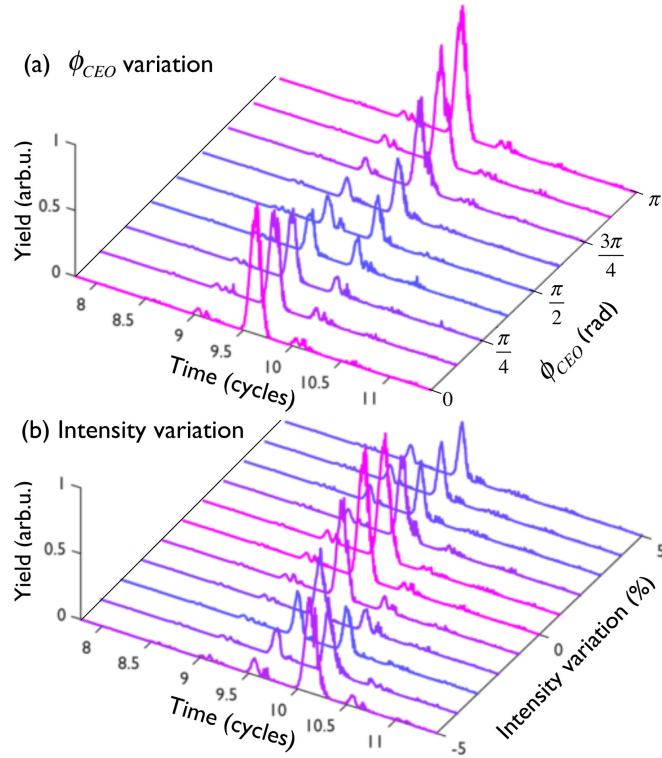 (a) ϕCEO variation
Yield (arb.u.)
1
0.5
0
8
8.5
9
9.5
10
10.5
11
Time (cycles)
0
π/4
π/2
3π/4
π
ϕCEO (rad)
(b) Intensity variation
Yield (arb.u.)
1
0.5
0
8
8.5
9
9.5
10
10.5
11
Time (cycles)
-5
0
5
Intensity variation (%)